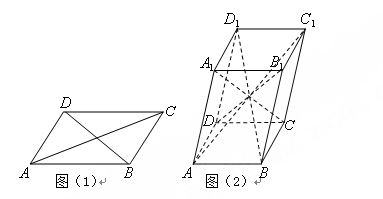 D₁ C₁
A₁ B₁
D C D C
A B A B
图（1） 图（2）